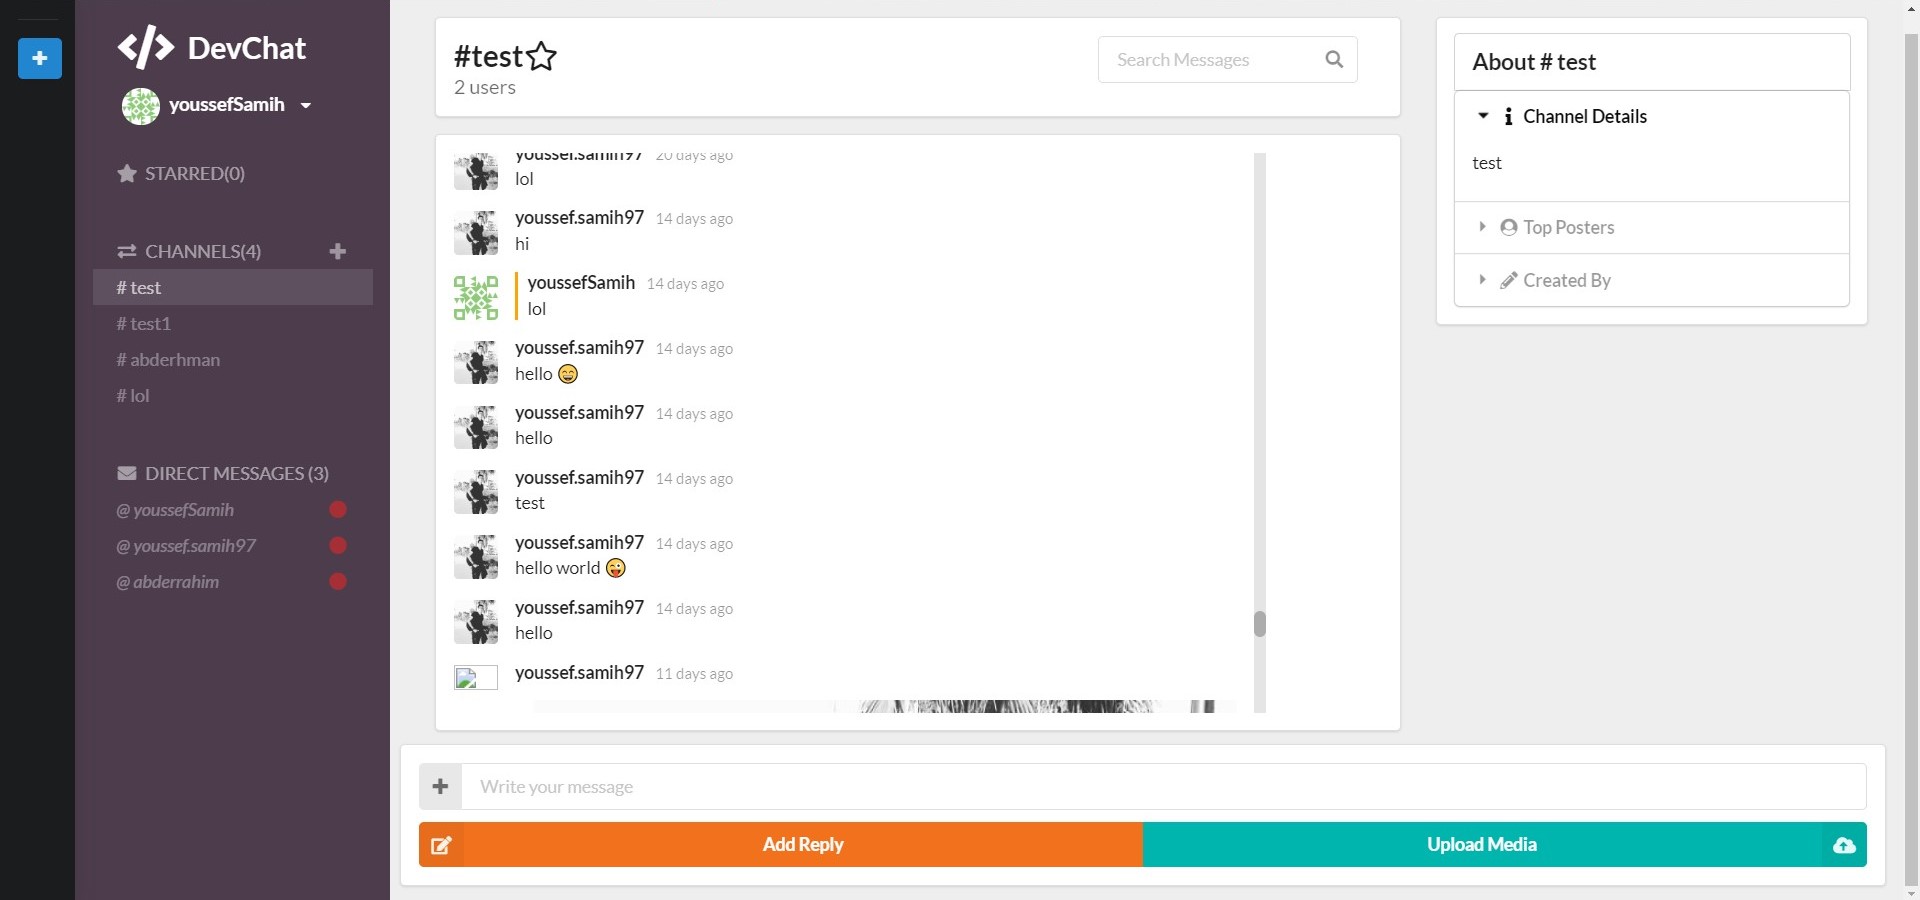 DevChat
youssefSamih
STARRED(0)
CHANNELS(4)
# test
# test1
# abderhman
# lol
DIRECT MESSAGES (3)
@ youssefSamih
@ youssef.samih97
@ abderrahim
#test
2 users
Search Messages
youssef.samih97 20 days ago
lol
youssef.samih97 14 days ago
hi
youssefSamih 14 days ago
lol
youssef.samih97 14 days ago
hello 😄
youssef.samih97 14 days ago
hello
youssef.samih97 14 days ago
test
youssef.samih97 14 days ago
hello world 😜
youssef.samih97 14 days ago
hello
youssef.samih97 11 days ago
Write your message
Add Reply
Upload Media
About # test
Channel Details
test
Top Posters
Created By